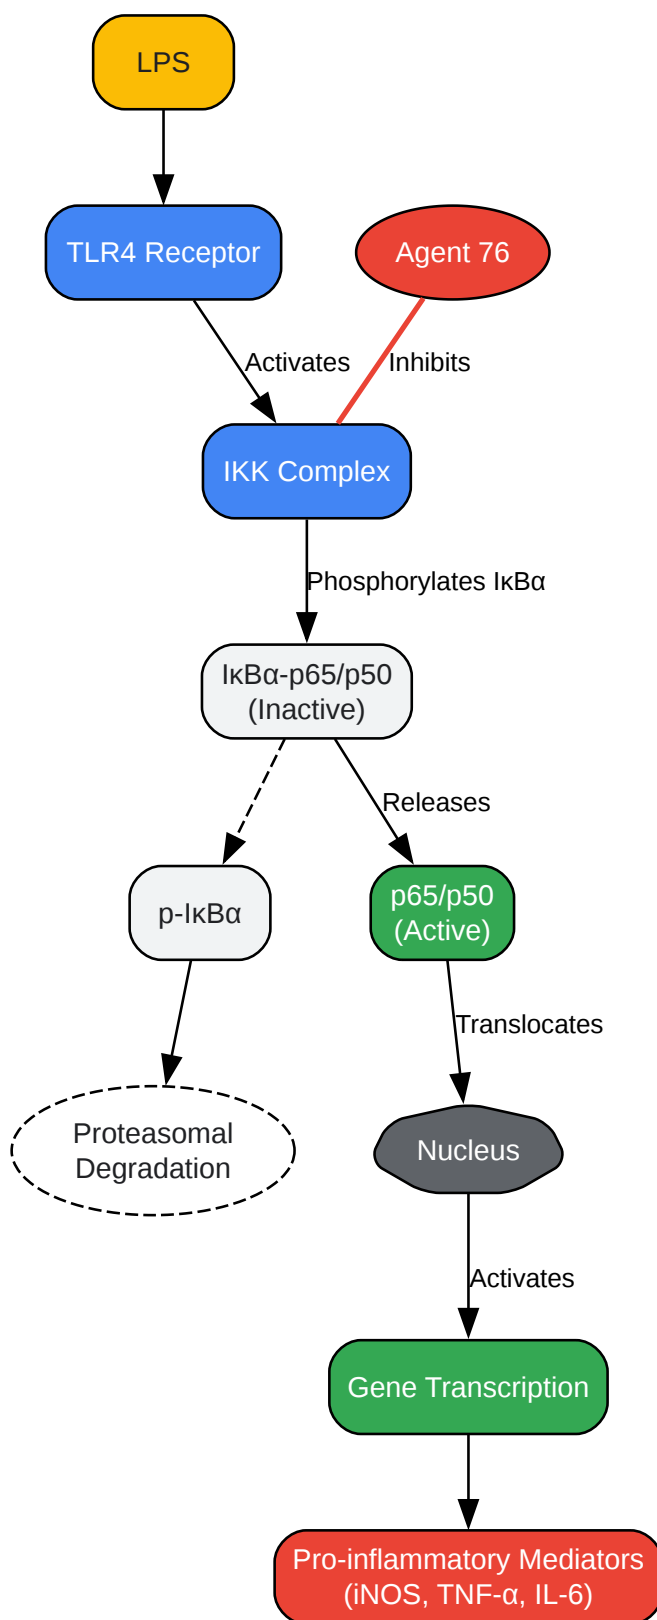 LPS
TLR4 Receptor
Agent 76
Activates
Inhibits
IKK Complex
Phosphorylates IκBα
IκBα-p65/p50
(Inactive)
Releases
p-IκBα
p65/p50
(Active)
Translocates
Proteasomal
Degradation
Nucleus
Activates
Gene Transcription
Pro-inflammatory Mediators
(iNOS, TNF-α, IL-6)